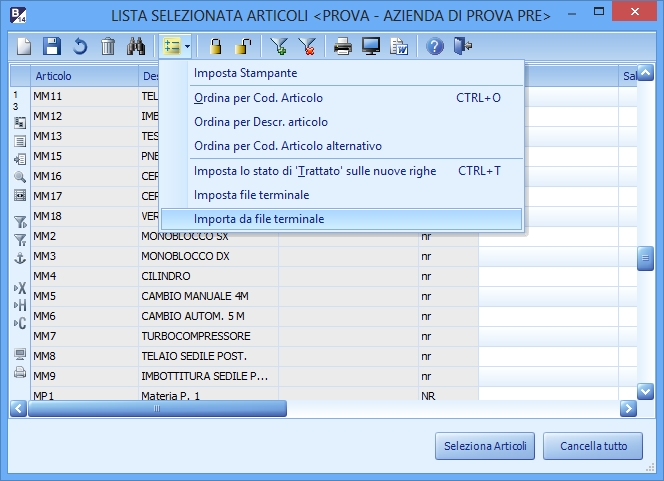 B 14 LISTA SELEZIONATA ARTICOLI <PROVA - AZIENDA DI PROVA PRE>
Articolo Des Sal
Imposta Stampante
Ordina per Cod. Articolo CTRL+O
Ordina per Descr. articolo
Ordina per Cod. Articolo alternativo
Imposta lo stato di 'Trattato' sulle nuove righe CTRL+T
Imposta file terminale
Importa da file terminale
1
3
X
H
C
MM11 TELA
MM12 IMB
MM13 TES
MM15 PNE
MM16 CER
MM17 CER
MM18 VER
MM2 MONOBLOCCO SX nr
MM3 MONOBLOCCO DX nr
MM4 CILINDRO nr
MM5 CAMBIO MANUALE 4M nr
MM6 CAMBIO AUTOM. 5 M nr
MM7 TURBOCOMPRESSORE nr
MM8 TELAIO SEDILE POST. nr
MM9 IMBOTTITURA SEDILE P... nr
MP1 Materia P. 1 NR
Seleziona Articoli Cancella tutto